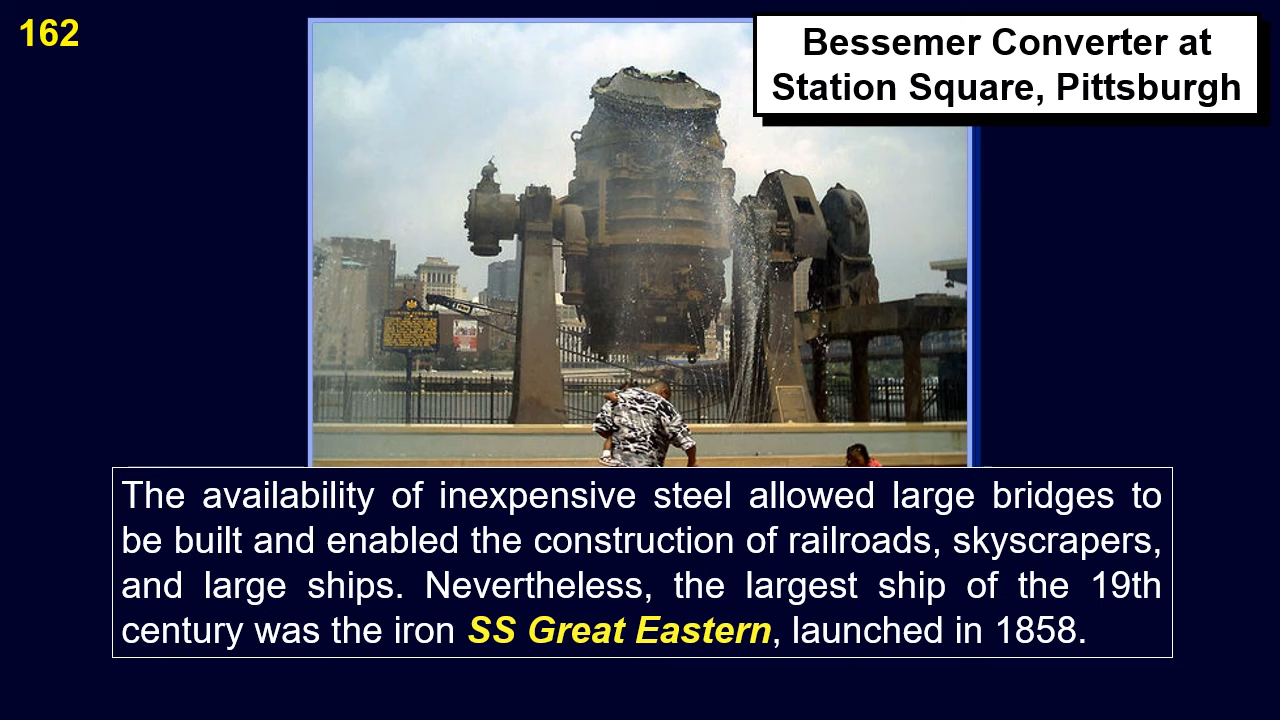 162
Bessemer Converter at
Station Square, Pittsburgh
The availability of inexpensive steel allowed large bridges to
be built and enabled the construction of railroads, skyscrapers,
and large ships. Nevertheless, the largest ship of the 19th
century was the iron SS Great Eastern, launched in 1858.